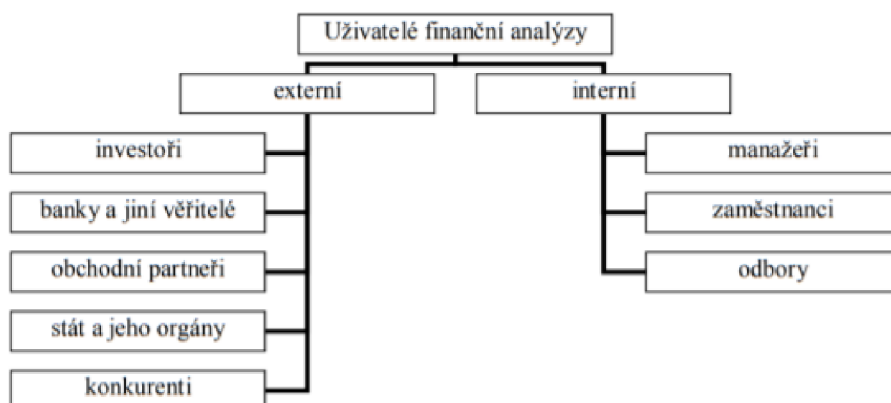 Uživatelé finanční analýzy
externí
interní
investoři
manažeři
banky a jiní věřitelé
zaměstnanci
obchodní partneři
odbory
stát a jeho orgány
konkurenti